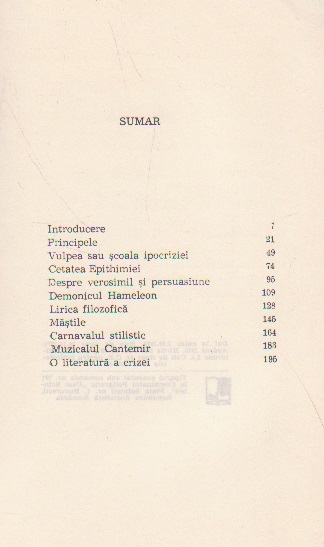 SUMAR
Introducere 7
Principele 21
Vulpea sau școala ipocriziei 49
Cetatea Epithimiei 74
Despre verosimil și persuasiune 95
Demonicul Hameleon 109
Lirica filozofică 128
Măștile 145
Carnavalul stilistic 164
Muzicalul Cantemir 183
O literatură a crizei 195